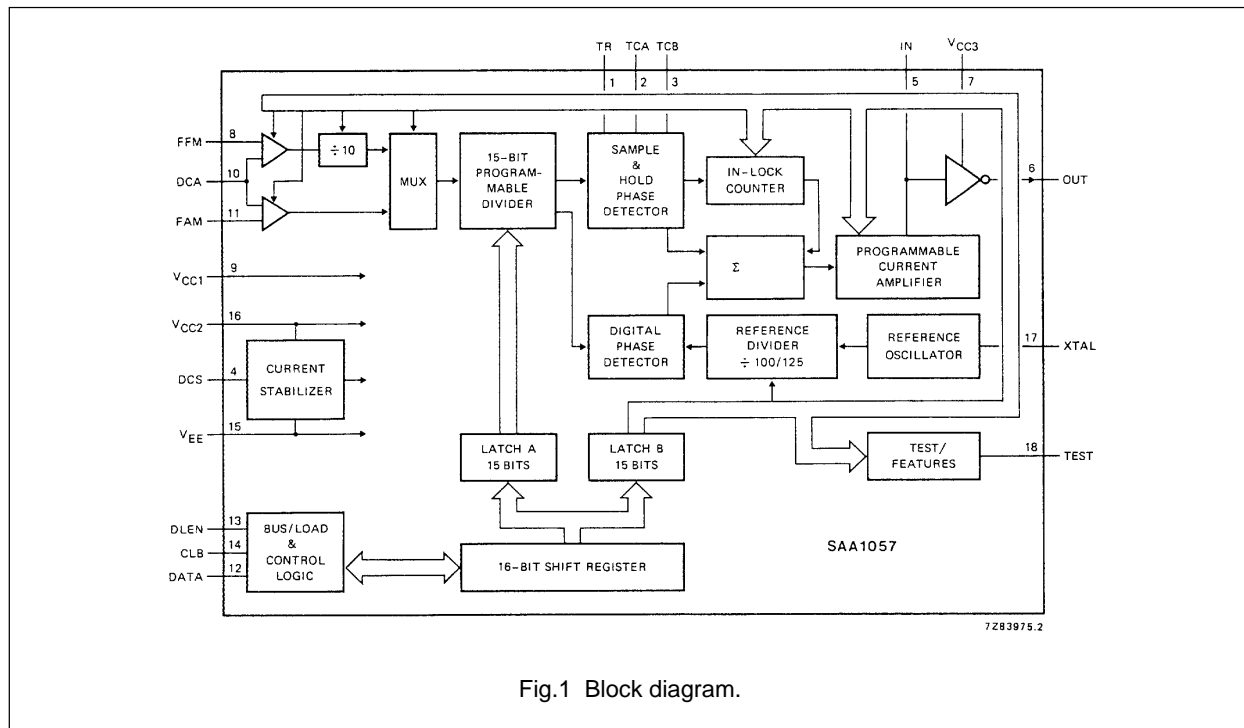 TR TCA TCB IN VCC3
1 2 3 5 7
FFM 8
÷10
MUX
15-BIT
PROGRAM-
MABLE
DIVIDER
SAMPLE
&
HOLD
PHASE
DETECTOR
IN-LOCK
COUNTER
6 OUT
DCA 10
FAM 11
Σ
PROGRAMMABLE
CURRENT
AMPLIFIER
VCC1 9
VCC2 16
DIGITAL
PHASE
DETECTOR
REFERENCE
DIVIDER
÷ 100/125
REFERENCE
OSCILLATOR
17 XTAL
DCS 4
CURRENT
STABILIZER
VEE 15
LATCH A
15 BITS
LATCH B
15 BITS
TEST/
FEATURES
18 TEST
DLEN 13
CLB 14
DATA 12
BUS/LOAD
&
CONTROL
LOGIC
16-BIT SHIFT REGISTER
SAA1057
7Z83975.2
Fig.1 Block diagram.